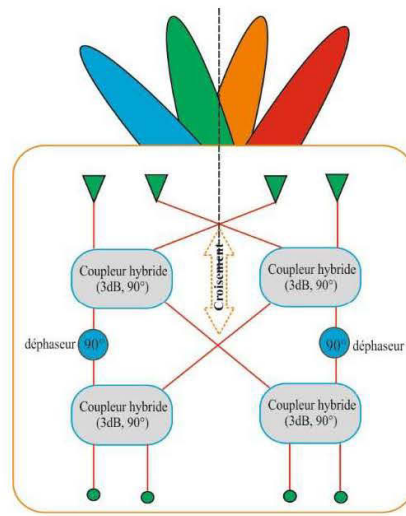 Croisement
Coupleur hybride
(3dB, 90°)
Coupleur hybride
(3dB, 90°)
déphaseur
90°
90°
déphaseur
Coupleur hybride
(3dB, 90°)
Coupleur hybride
(3dB, 90°)